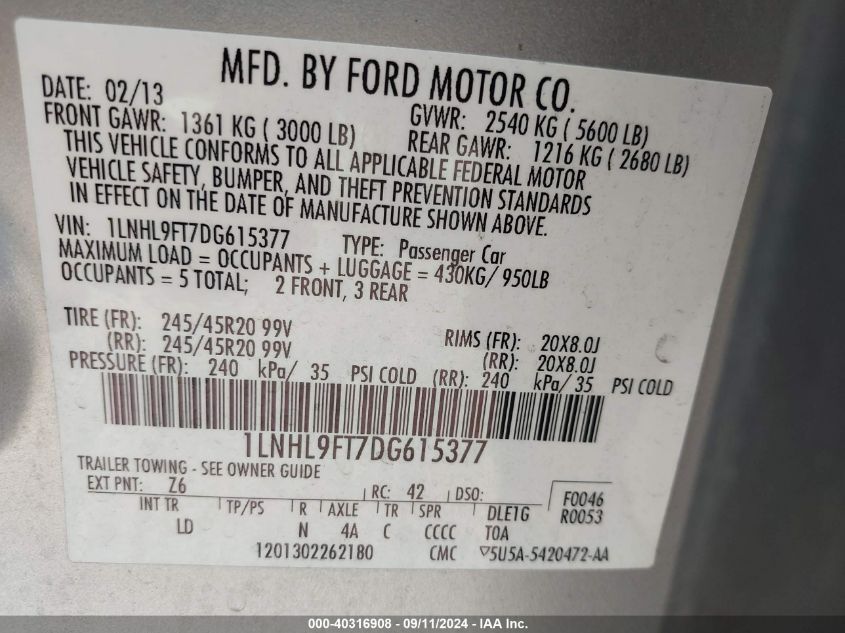 MFD. BY FORD MOTOR CO.
DATE: 02/13 GVWR: 2540 KG ( 5600 LB)
FRONT GAWR: 1361 KG ( 3000 LB) REAR GAWR: 1216 KG ( 2680 LB)
THIS VEHICLE CONFORMS TO ALL APPLICABLE FEDERAL MOTOR
VEHICLE SAFETY, BUMPER, AND THEFT PREVENTION STANDARDS
IN EFFECT ON THE DATE OF MANUFACTURE SHOWN ABOVE.
VIN: 1LNHL9FT7DG615377 TYPE: Passenger Car
MAXIMUM LOAD = OCCUPANTS + LUGGAGE = 430KG/ 950LB
OCCUPANTS = 5 TOTAL; 2 FRONT, 3 REAR
TIRE (FR): 245/45R20 99V RIMS (FR): 20X8.0J
(RR): 245/45R20 99V (RR): 20X8.0J
PRESSURE (FR): 240 kPa/ 35 PSI COLD (RR): 240 kPa/ 35 PSI COLD
1LNHL9FT7DG615377
TRAILER TOWING - SEE OWNER GUIDE
EXT PNT: Z6 RC: 42 DSO: F0046
INT TR TP/PS R AXLE TR SPR DLE1G R0053
LD N 4A C CCCC TOA
1201302262180 CMC 5U5A-5420472-AA
000-40316908 - 09/11/2024 - IAA Inc.